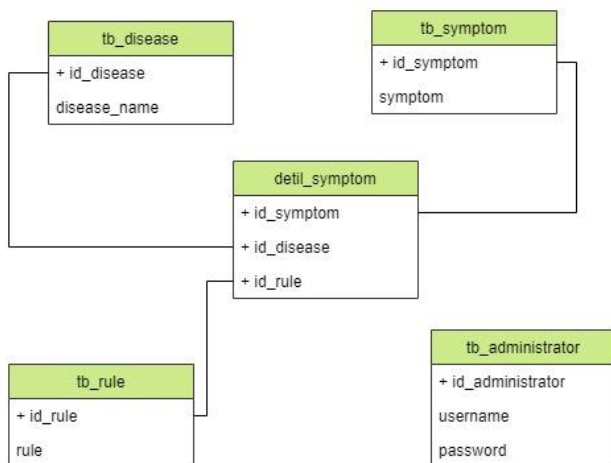 tb_disease
+ id_disease
disease_name
tb_symptom
+ id_symptom
symptom
detil_symptom
+ id_symptom
+ id_disease
+ id_rule
tb_rule
+ id_rule
rule
tb_administrator
+ id_administrator
username
password